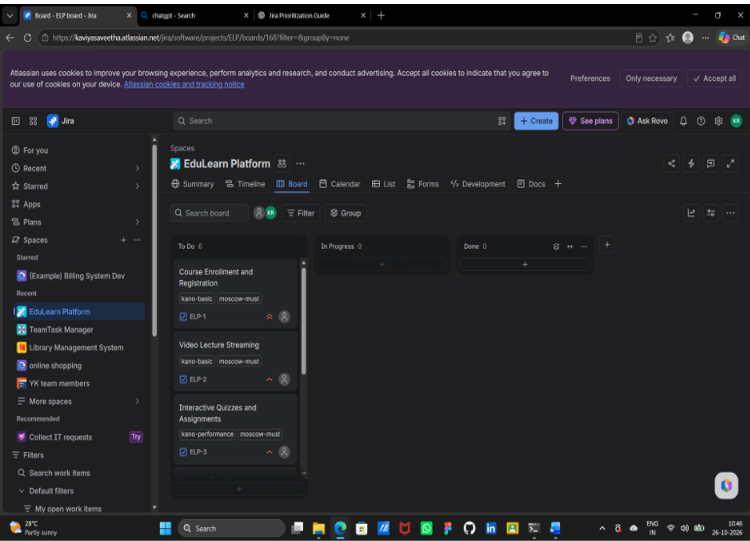 Board - ELP board - Jira
chatgpt - Search
Jira Prioritization Guide
https://kaviyasaveetha.atlassian.net/jira/software/projects/ELP/boards/168?filter=&groupBy=none
Chat
Atlassian uses cookies to improve your browsing experience, perform analytics and research, and conduct advertising. Accept all cookies to indicate that you agree to
our use of cookies on your device. Atlassian cookies and tracking notice
Preferences
Only necessary
Accept all
Jira
Search
+ Create
See plans
Ask Rovo
KR
For you
Recent
Starred
Apps
Plans
Spaces
Starred
(Example) Billing System Dev
Recent
EduLearn Platform
TeamTask Manager
Library Management System
online shopping
YK team members
More spaces
Recommended
Collect IT requests
Try
Filters
Search work items
Default filters
My open work items
Spaces
EduLearn Platform
Summary
Timeline
Board
Calendar
List
Forms
Development
Docs
Search board
KR
Filter
Group
To Do 6
In Progress 0
Done 0
Course Enrollment and
Registration
kano-basic
moscow-must
ELP-1
Video Lecture Streaming
kano-basic
moscow-must
ELP-2
Interactive Quizzes and
Assignments
kano-performance
moscow-must
ELP-3
28°C
Partly sunny
Search
ENG
IN
10:46
26-10-2026